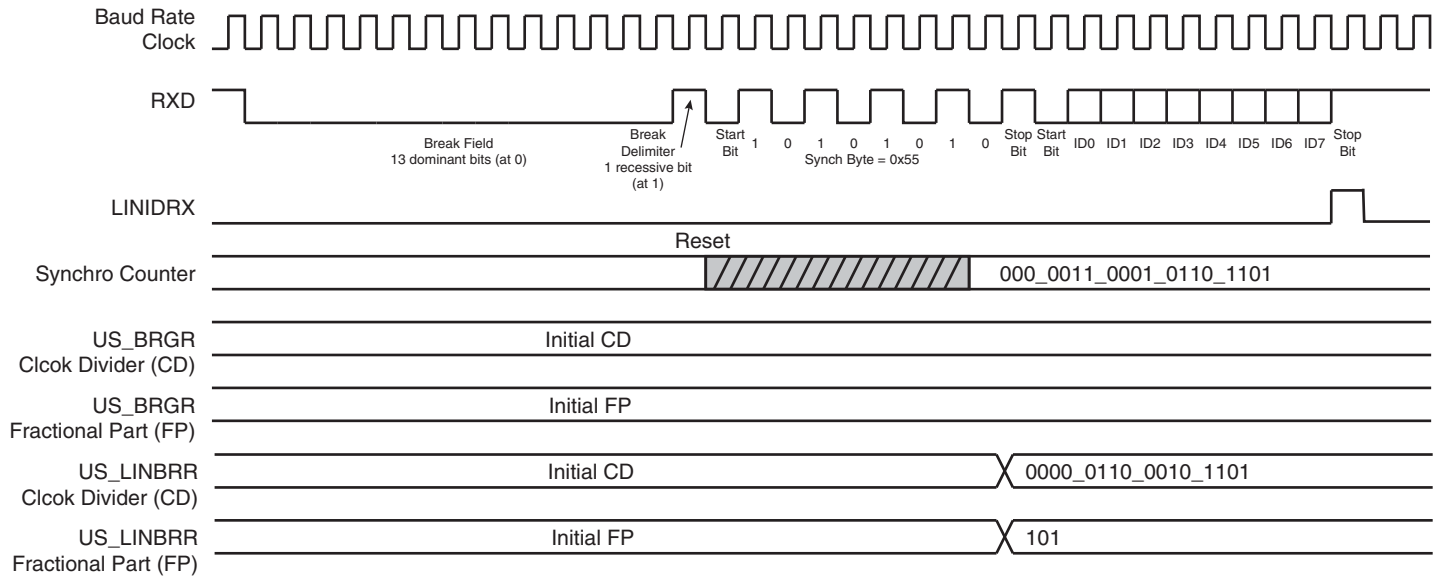 Baud Rate
Clock
RXD
Break Field
13 dominant bits (at 0)
Break
Delimiter
1 recessive bit
(at 1)
Start
Bit
1 0 1 0 1 0 1 0
Synch Byte = 0x55
Stop
Bit
Start
Bit
ID0 ID1 ID2 ID3 ID4 ID5 ID6 ID7
Stop
Bit
LINIDRX
Reset
Synchro Counter
000_0011_0001_0110_1101
US_BRGR
Clcok Divider (CD)
Initial CD
US_BRGR
Fractional Part (FP)
Initial FP
US_LINBRR
Clcok Divider (CD)
Initial CD
0000_0110_0010_1101
US_LINBRR
Fractional Part (FP)
Initial FP
101